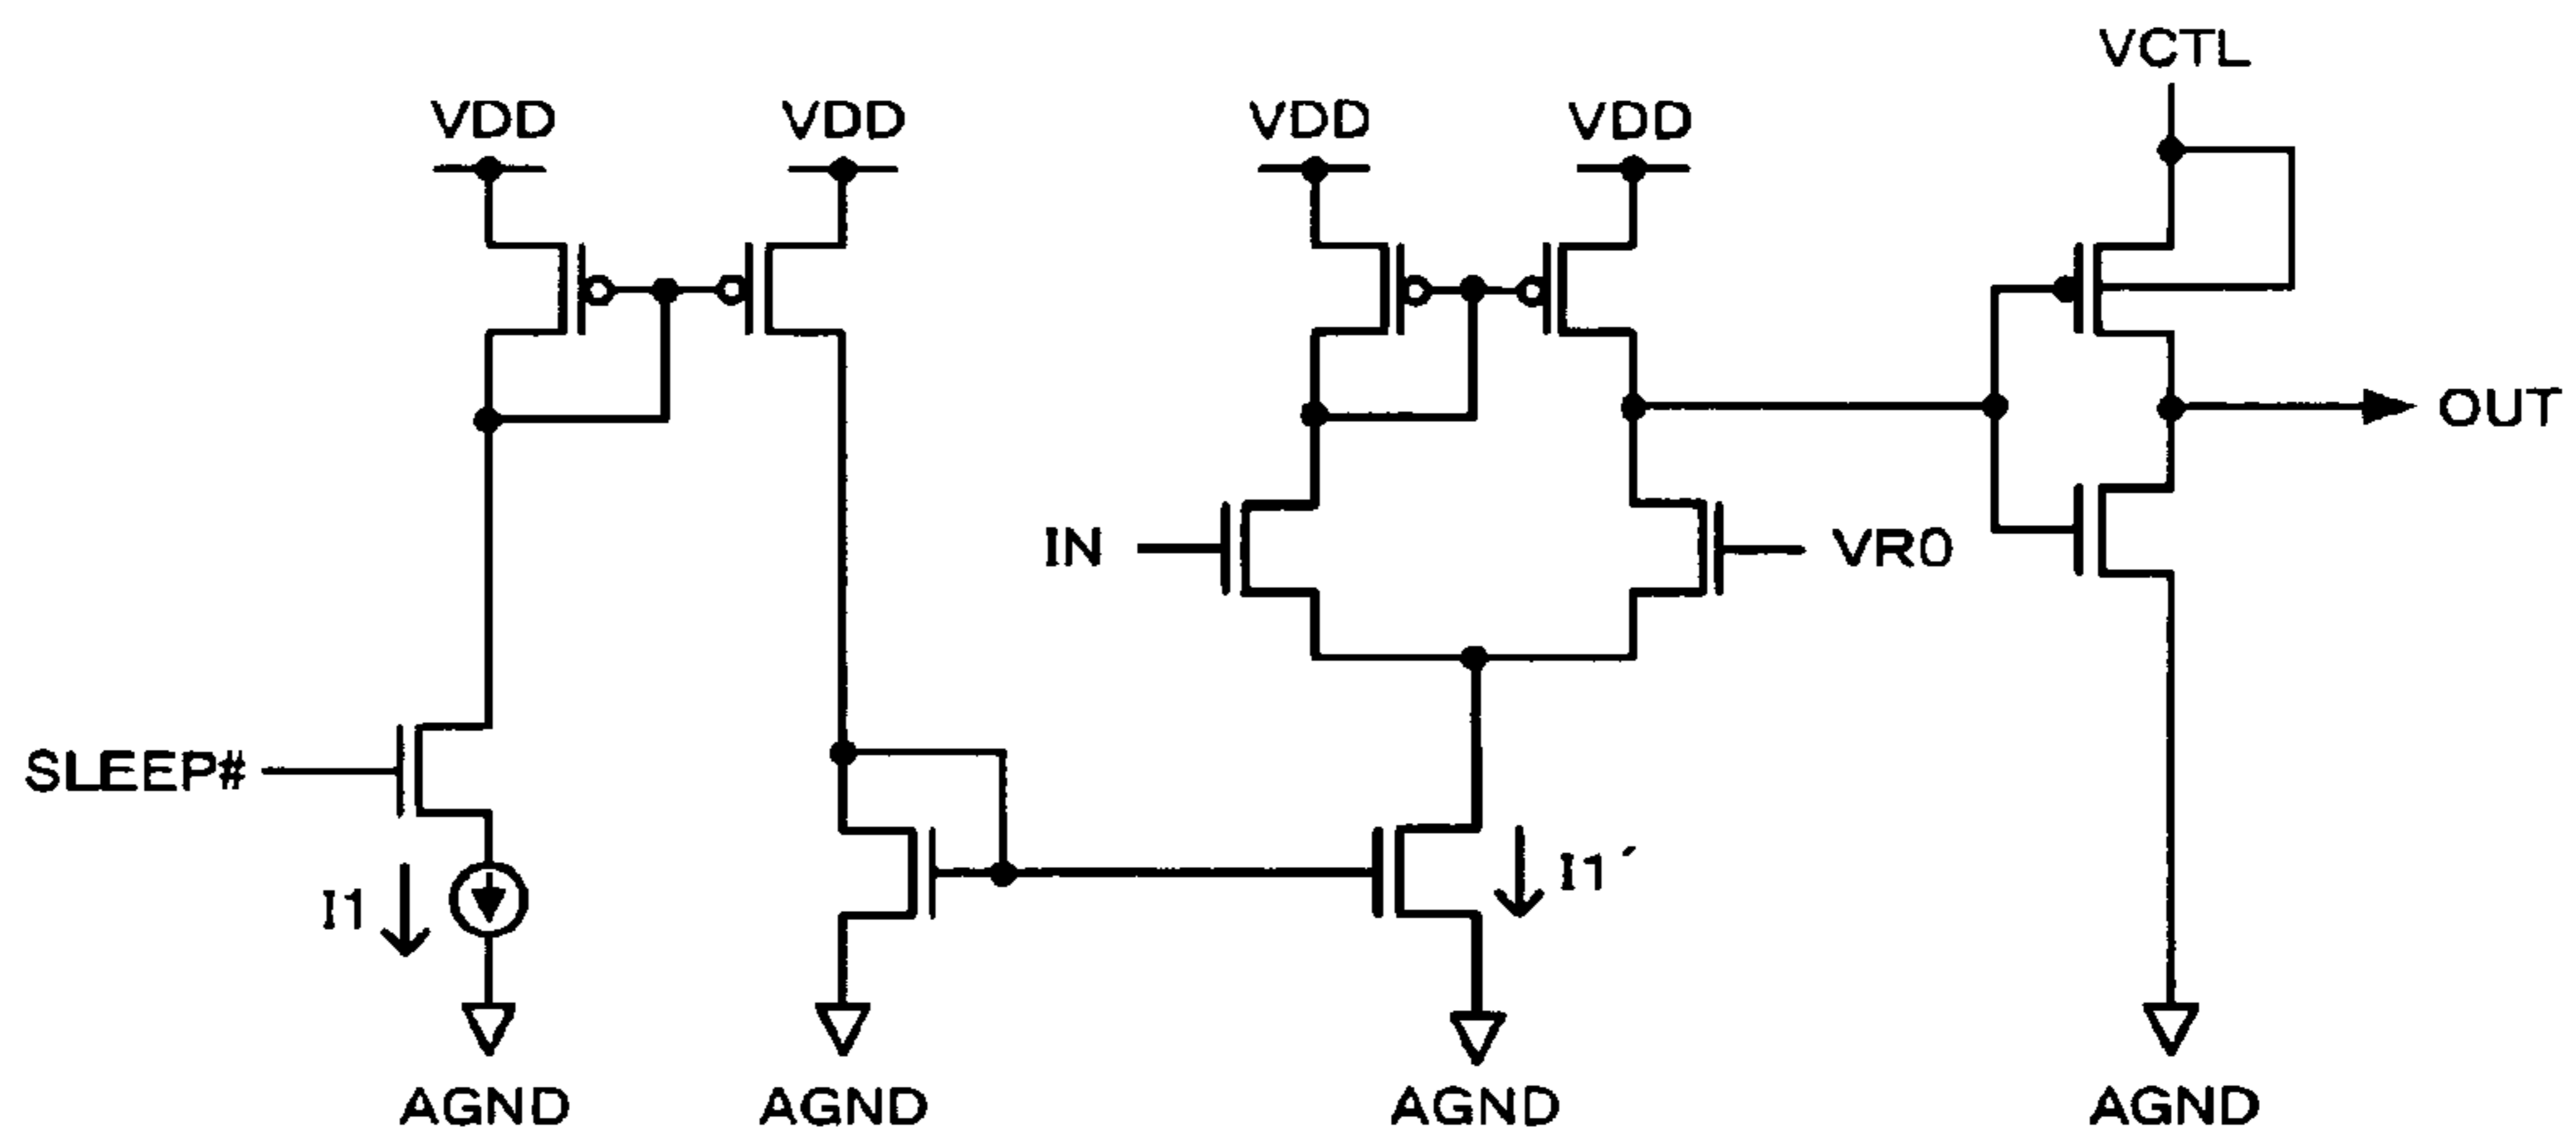 VCTL
VDD
VDD
VDD
VDD
OUT
IN
VR0
SLEEP#
I1
I1´
AGND
AGND
AGND
AGND